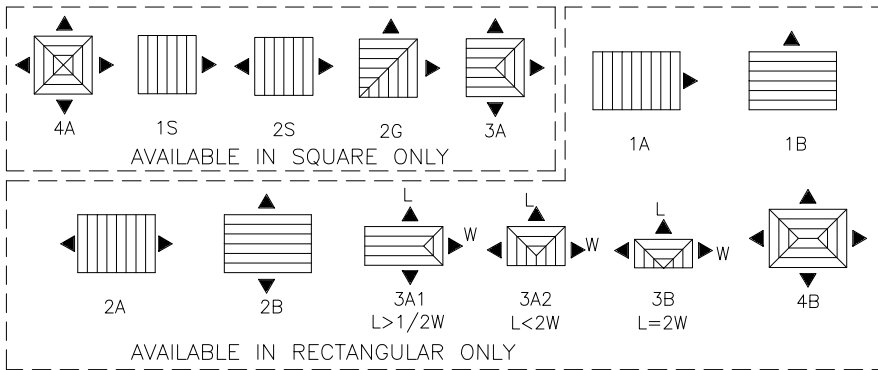 4A 1S 2S 2G 3A
AVAILABLE IN SQUARE ONLY
1A 1B
L L L
W W W
2A 2B 3A1 3A2 3B 4B
L>1/2W L<2W L=2W
AVAILABLE IN RECTANGULAR ONLY